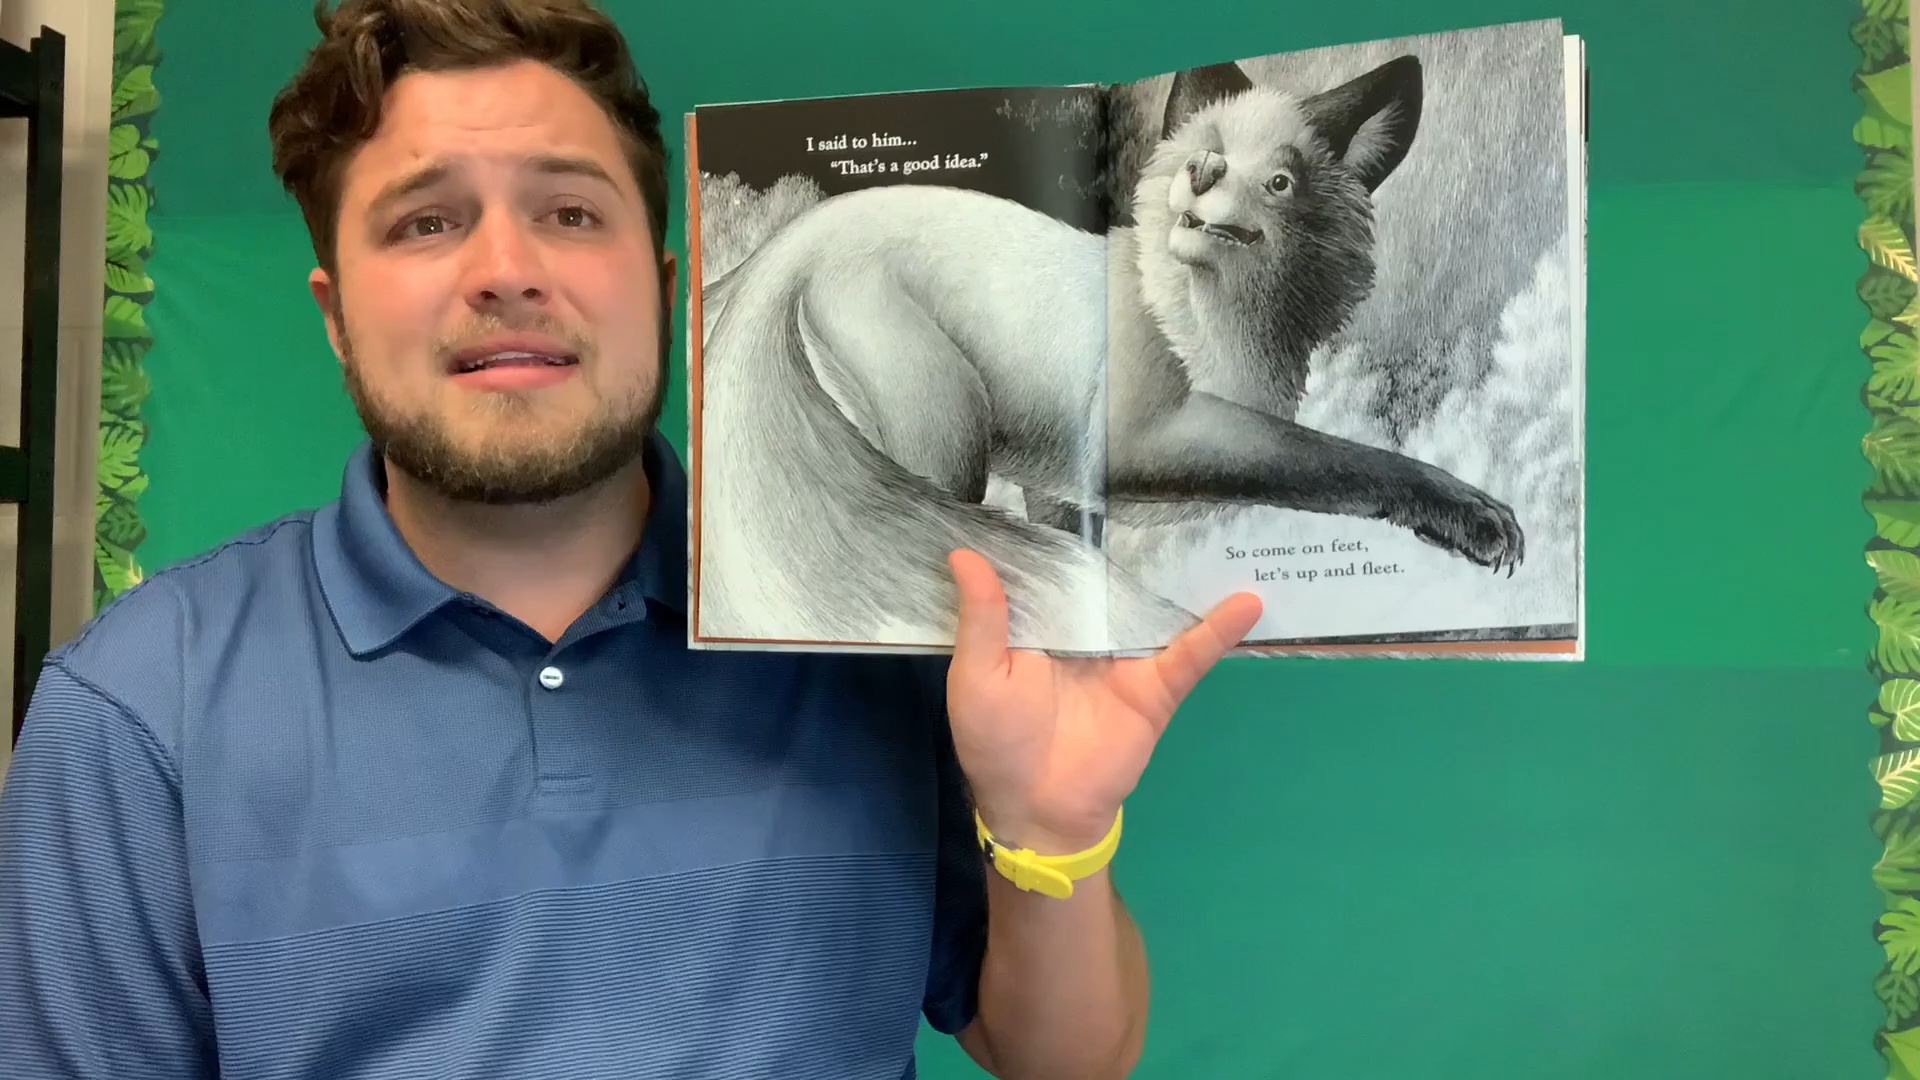 I said to him...
“That’s a good idea.”
So come on feet,
let’s up and fleet.